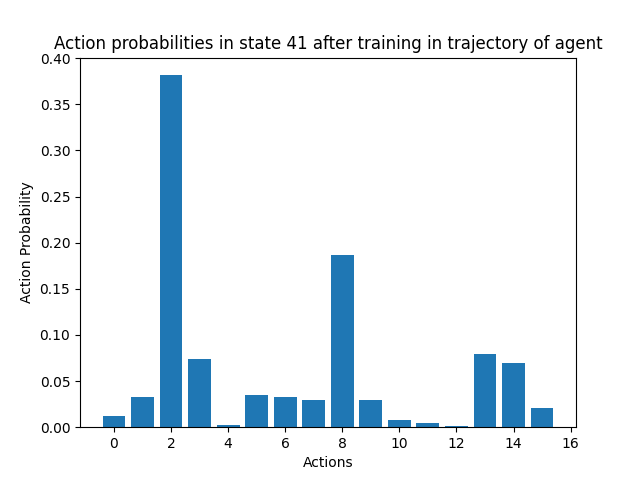 Action probabilities in state 41 after training in trajectory of agent
0.40
0.35
0.30
0.25
0.20
0.15
0.10
0.05
0.00
Action Probability
0 2 4 6 8 10 12 14 16
Actions